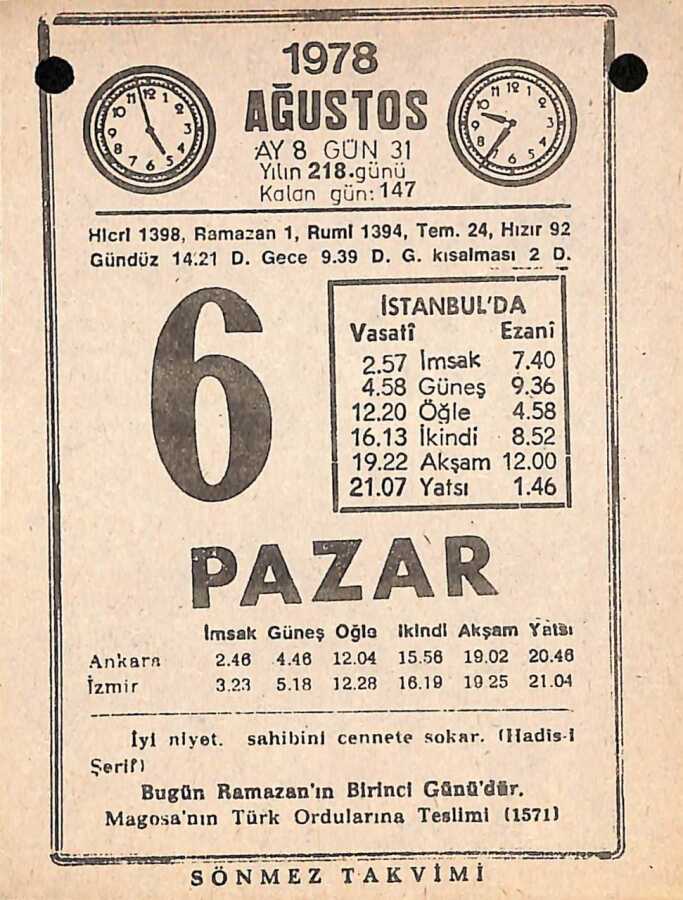 1978
AĞUSTOS
AY 8 GÜN 31
Yılın 218.günü
Kalan gün: 147
Hicri 1398, Ramazan 1, Rumi 1394, Tem. 24, Hızır 92
Gündüz 14.21 D. Gece 9.39 D. G. kısalması 2 D.
6
İSTANBUL'DA
Vasatî Ezanî
2.57 İmsak 7.40
4.58 Güneş 9.36
12.20 Öğle 4.58
16.13 İkindi 8.52
19.22 Akşam 12.00
21.07 Yatsı 1.46
PAZAR
İmsak Güneş Öğle İkindi Akşam Yatsı
Ankara 2.46 4.46 12.04 15.56 19.02 20.46
İzmir 3.23 5.18 12.28 16.19 19 25 21.04
İyi niyet. sahibini cennete sokar. (Hadîs-i
Şerif)
Bugün Ramazan'ın Birinci Günü'dür.
Magosa'nın Türk Ordularına Teslimi (1571)
SÖNMEZ TAKVİMİ